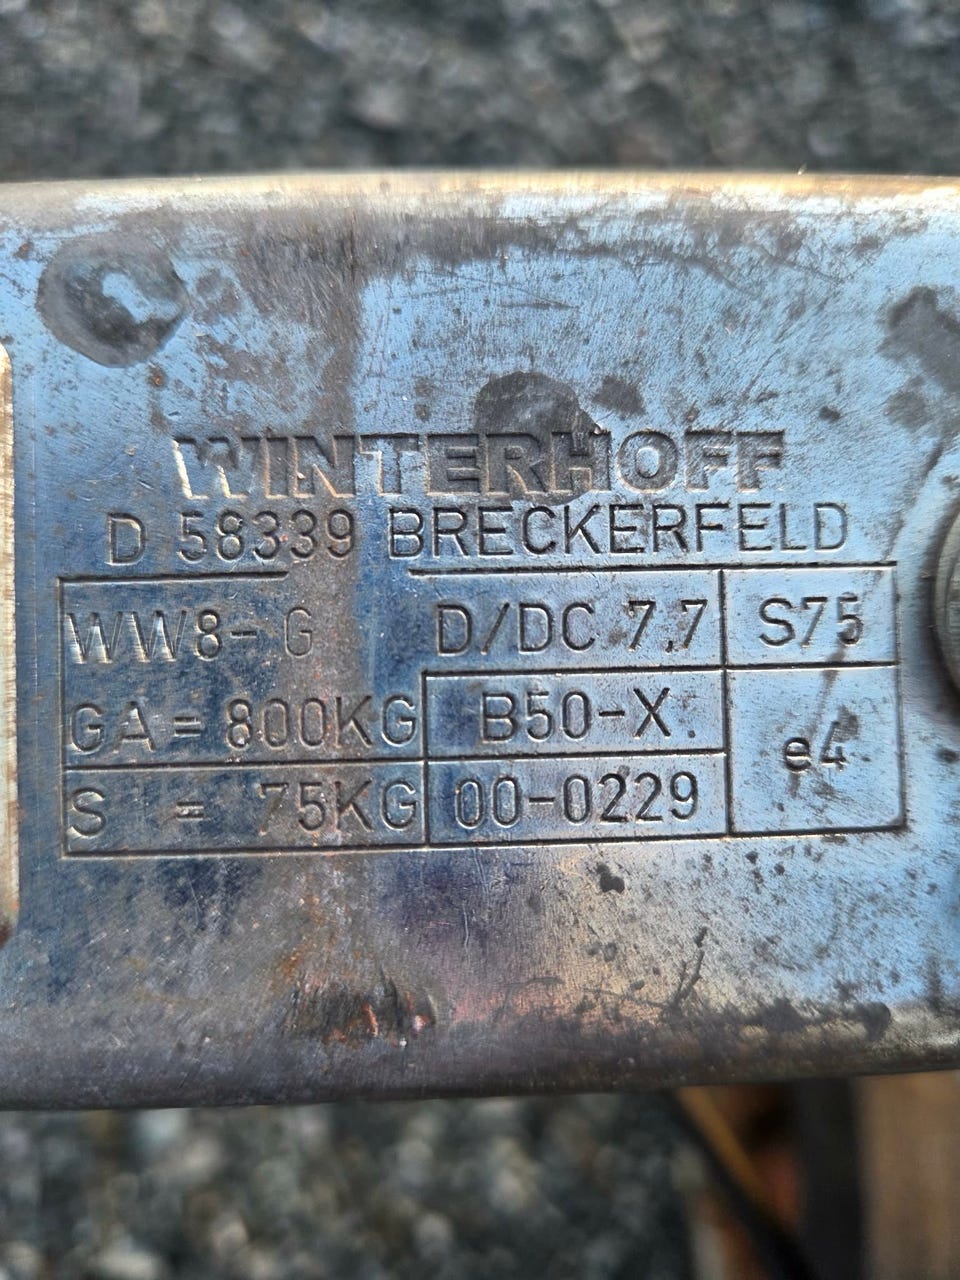 WINTERHOFF
D 58339 BRECKERFELD
WW8-G D/DC 7,7 S75
GA = 800KG B50-X
e4
S = 75KG 00-0229